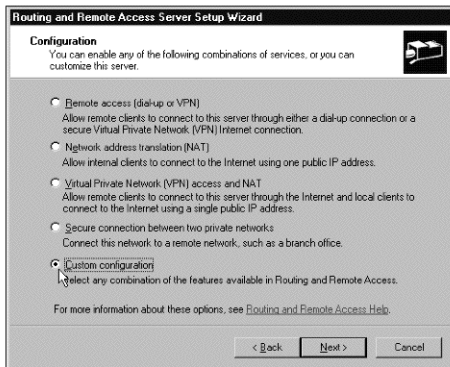 Routing and Remote Access Server Setup Wizard
Configuration
You can enable any of the following combinations of services, or you can
customize this server.
Remote access (dial-up or VPN)
Allow remote clients to connect to this server through either a dial-up connection or a
secure Virtual Private Network (VPN) Internet connection.
Network address translation (NAT)
Allow internal clients to connect to the Internet using one public IP address.
Virtual Private Network (VPN) access and NAT
Allow remote clients to connect to this server through the Internet and local clients to
connect to the Internet using a single public IP address.
Secure connection between two private networks
Connect this network to a remote network, such as a branch office.
Custom configuration
Select any combination of the features available in Routing and Remote Access.
For more information about these options, see Routing and Remote Access Help.
< Back Next > Cancel